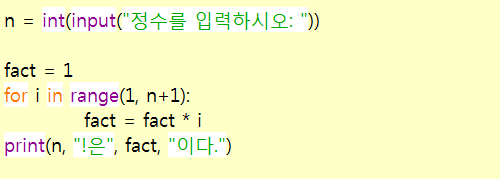 n = int(input("정수를 입력하시오: "))
fact = 1
for i in range(1, n+1):
fact = fact * i
print(n, "!은", fact, "이다.")